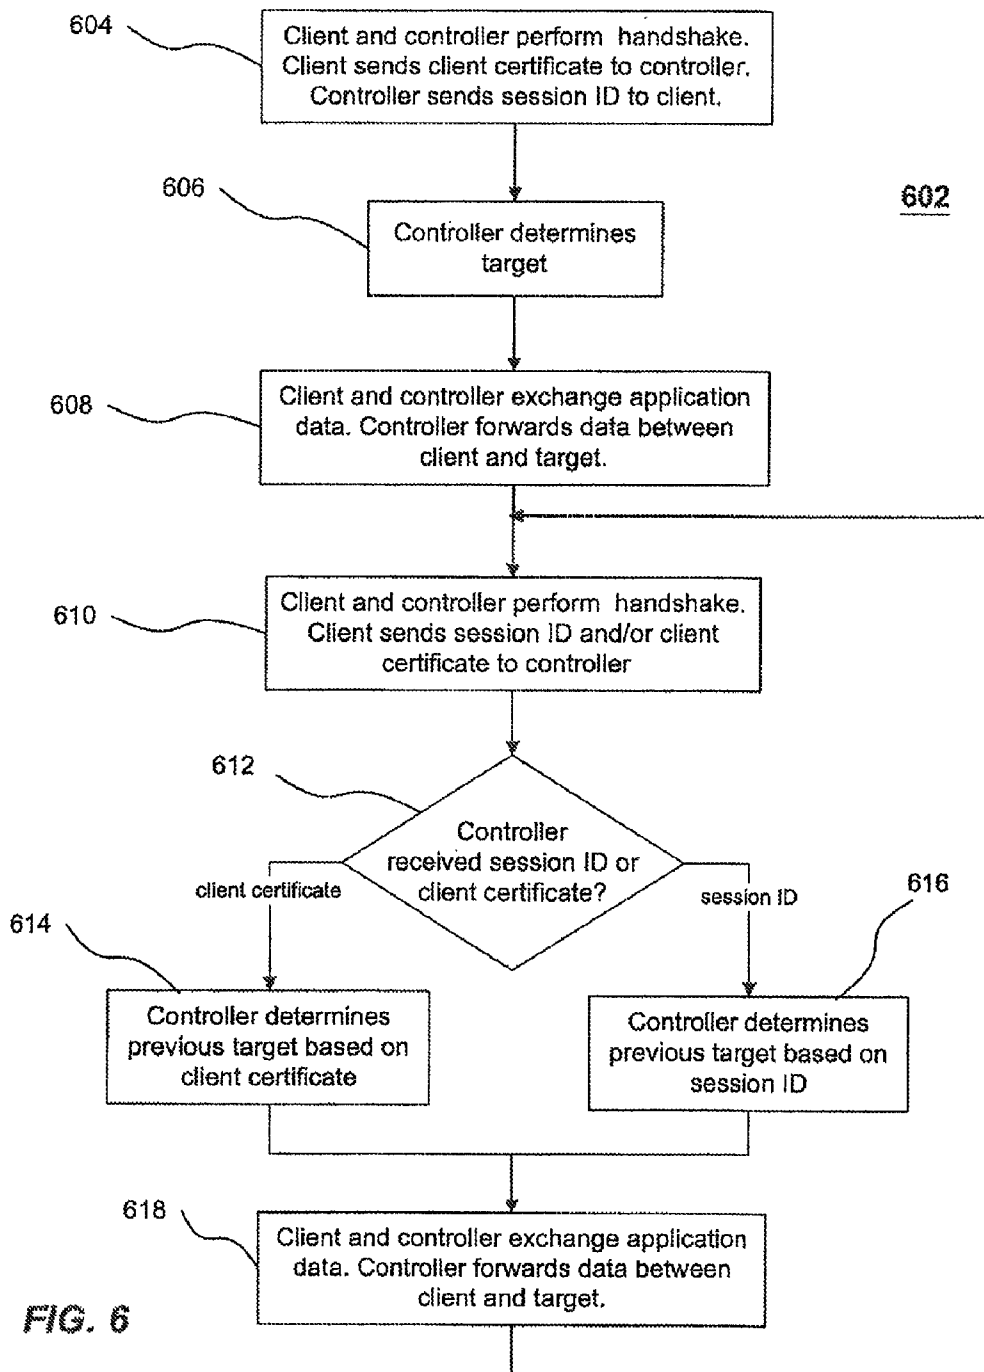 604
Client and controller perform handshake.
Client sends client certificate to controller.
Controller sends session ID to client.
606
602
Controller determines
target
608
Client and controller exchange application
data. Controller forwards data between
client and target.
610
Client and controller perform handshake.
Client sends session ID and/or client
certificate to controller
612
Controller
received session ID or
client certificate?
client certificate
session ID
616
614
Controller determines
previous target based on
client certificate
Controller determines
previous target based on
session ID
618
Client and controller exchange application
data. Controller forwards data between
client and target.
FIG. 6